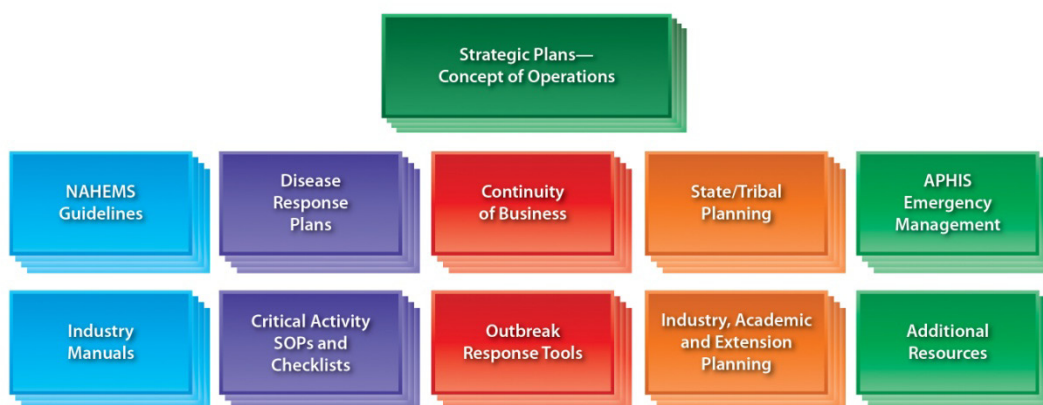 Strategic Plans—
Concept of Operations
NAHEMS
Guidelines
Disease
Response
Plans
Continuity
of Business
State/Tribal
Planning
APHIS
Emergency
Management
Industry
Manuals
Critical Activity
SOPs and
Checklists
Outbreak
Response Tools
Industry, Academic
and Extension
Planning
Additional
Resources